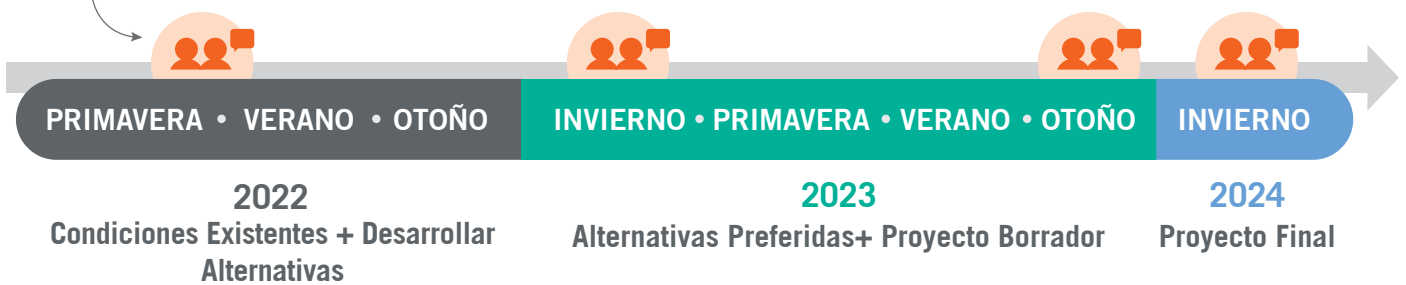 PRIMAVERA • VERANO • OTOÑO
INVIERNO • PRIMAVERA • VERANO • OTOÑO
INVIERNO
2022
Condiciones Existentes + Desarrollar
Alternativas
2023
Alternativas Preferidas+ Proyecto Borrador
2024
Proyecto Final